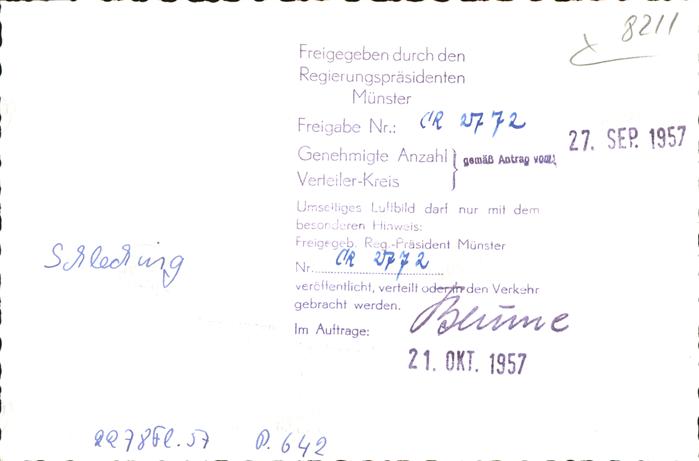 8211
Freigegeben durch den
Regierungspräsidenten
Münster
Freigabe Nr.: CR 2772
27. SEP. 1957
Genehmigte Anzahl } gemäß Antrag vom:
Verteiler-Kreis
Umseitiges Luftbild darf nur mit dem
besonderen Hinweis:
Freigegeb. Reg.-Präsident Münster
Nr. CR 2772
veröffentlicht, verteilt oder in den Verkehr
gebracht werden.
Im Auftrage: Blume
21. OKT. 1957
P. 642